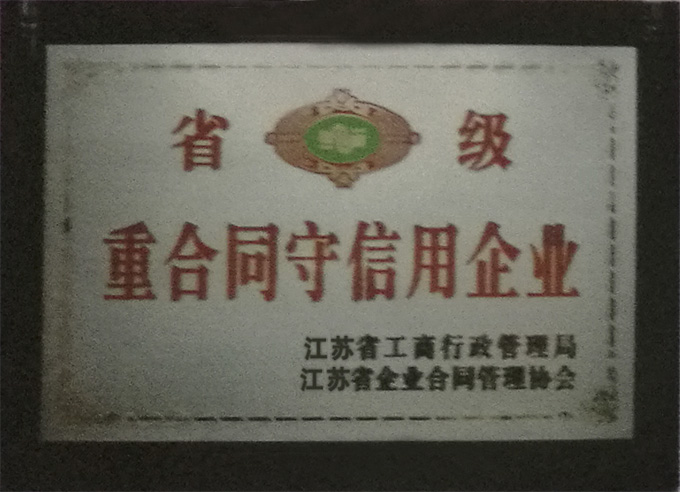 省 级
重合同守信用企业
江苏省工商行政管理局
江苏省企业合同管理协会